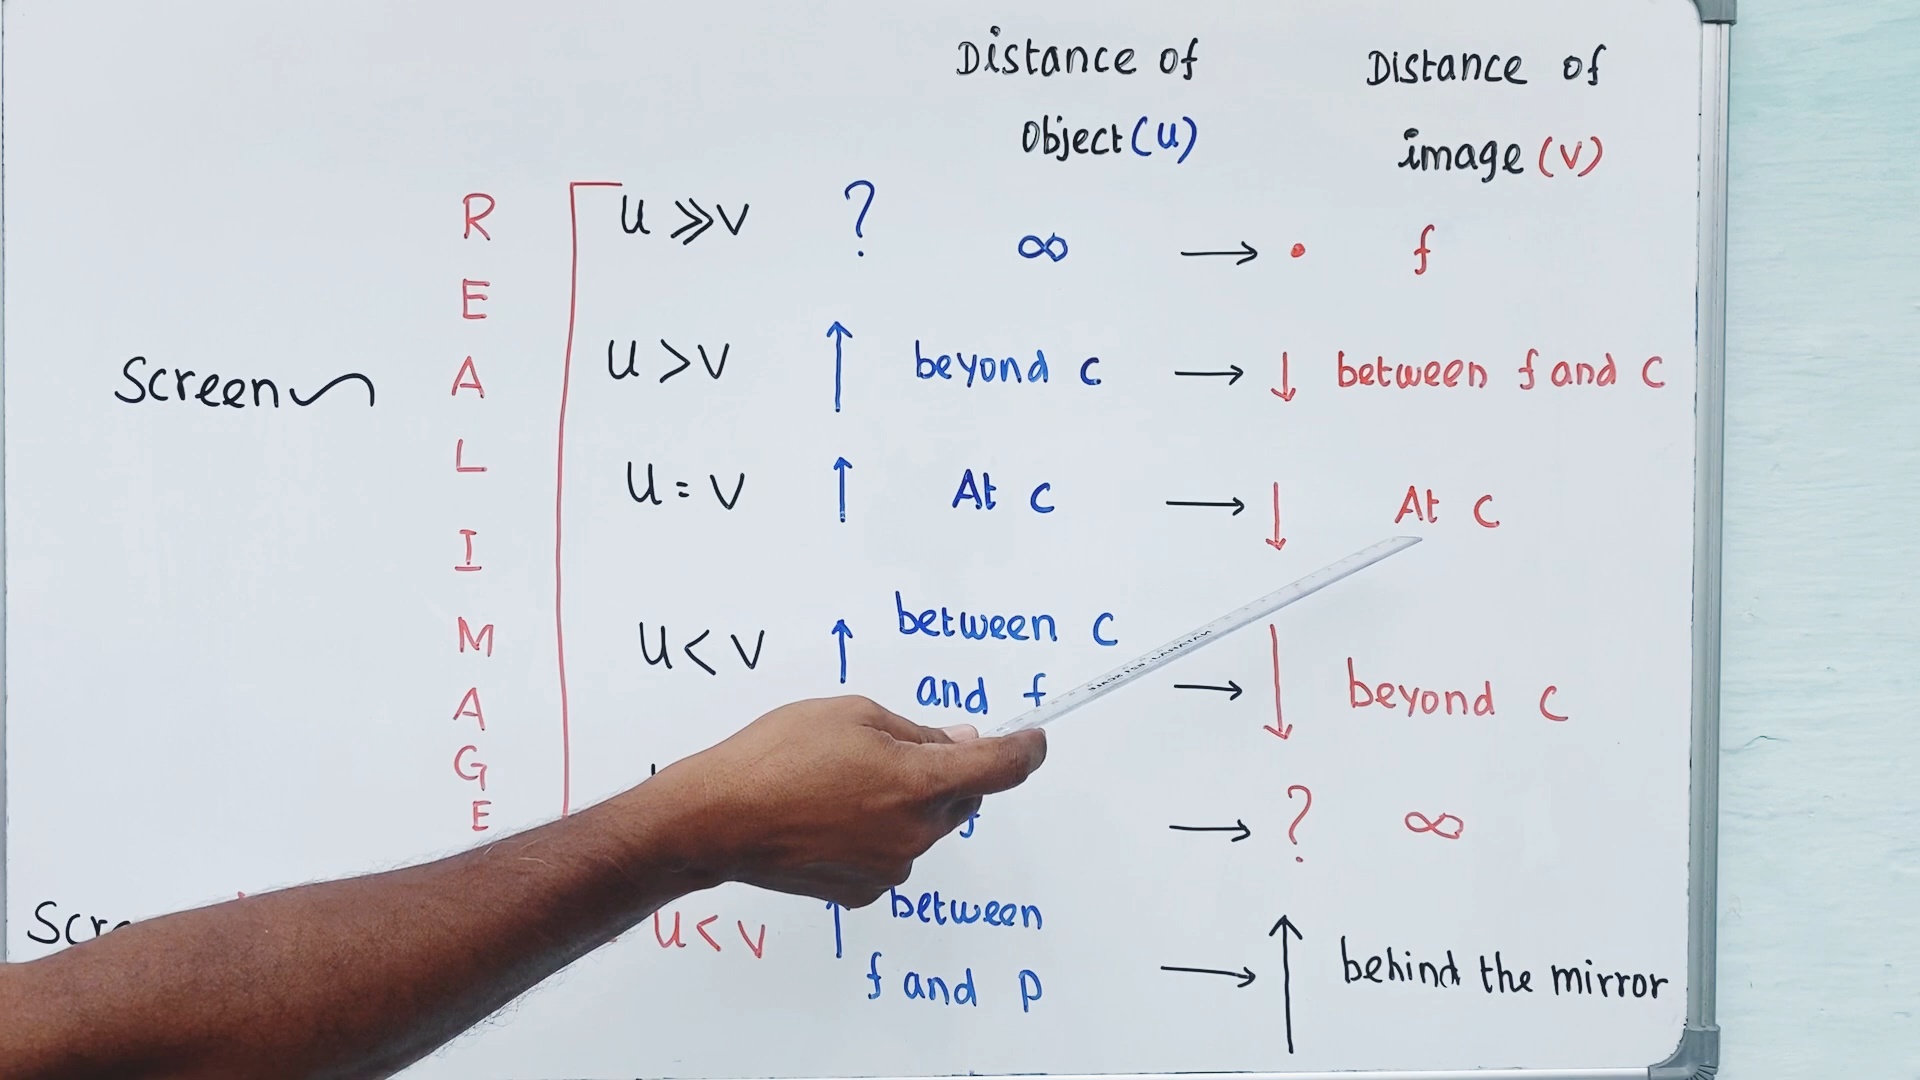 Distance of Distance of
Object (u) image (v)
R u ≫ v ? ∞ → • f
E
Screen A u > v ↑ beyond c → ↓ between f and c
L u = v ↑ At c → ↓ At c
I
M u < v ↑ between c
A and f → ↓ beyond c
G
E f → ? ∞
Scre u < v ↑ between
f and p → ↑ behind the mirror